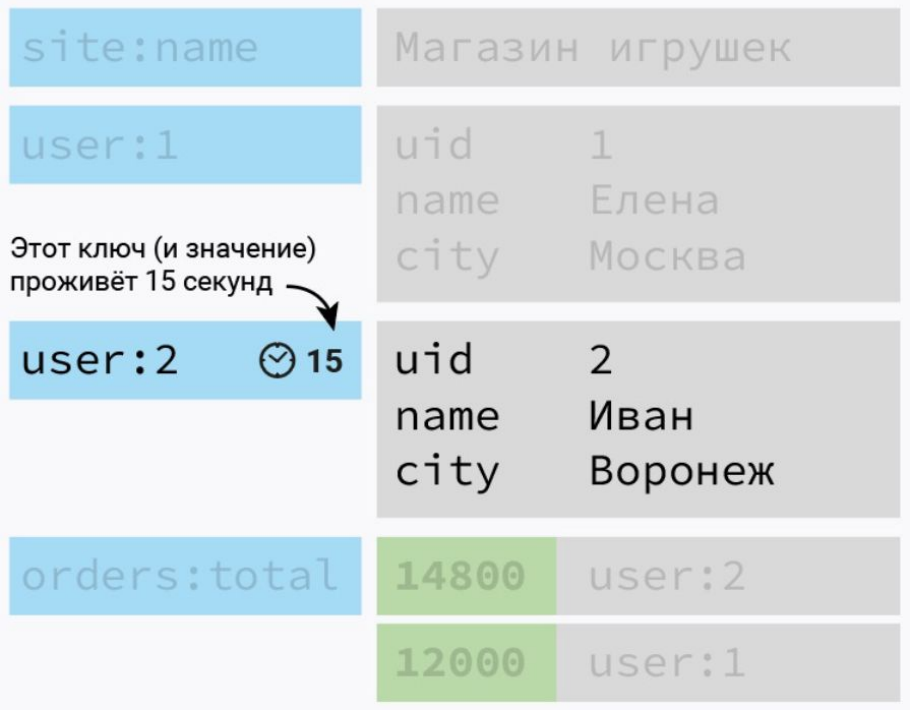 site:name Магазин игрушек
user:1 uid 1
name Елена
city Москва
Этот ключ (и значение)
проживёт 15 секунд
user:2 15 uid 2
name Иван
city Воронеж
orders:total 14800 user:2
12000 user:1